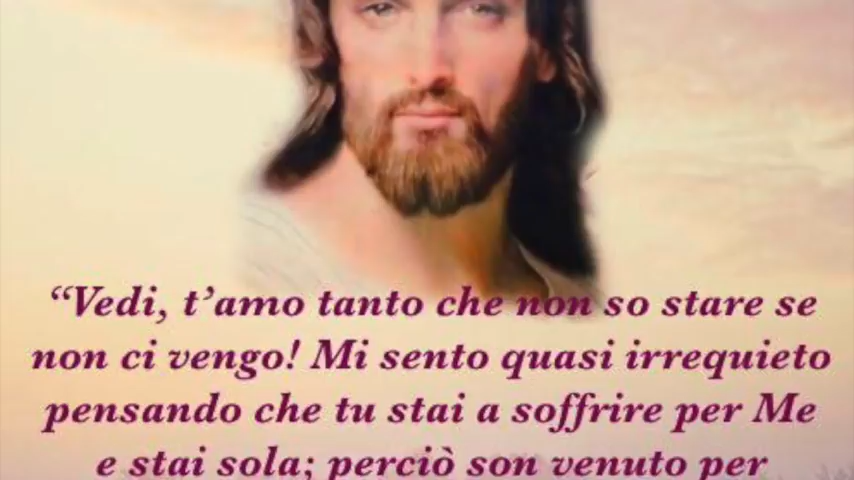 “Vedi, t’amo tanto che non so stare se
non ci vengo! Mi sento quasi irrequieto
pensando che tu stai a soffrire per Me
e stai sola; perciò son venuto per